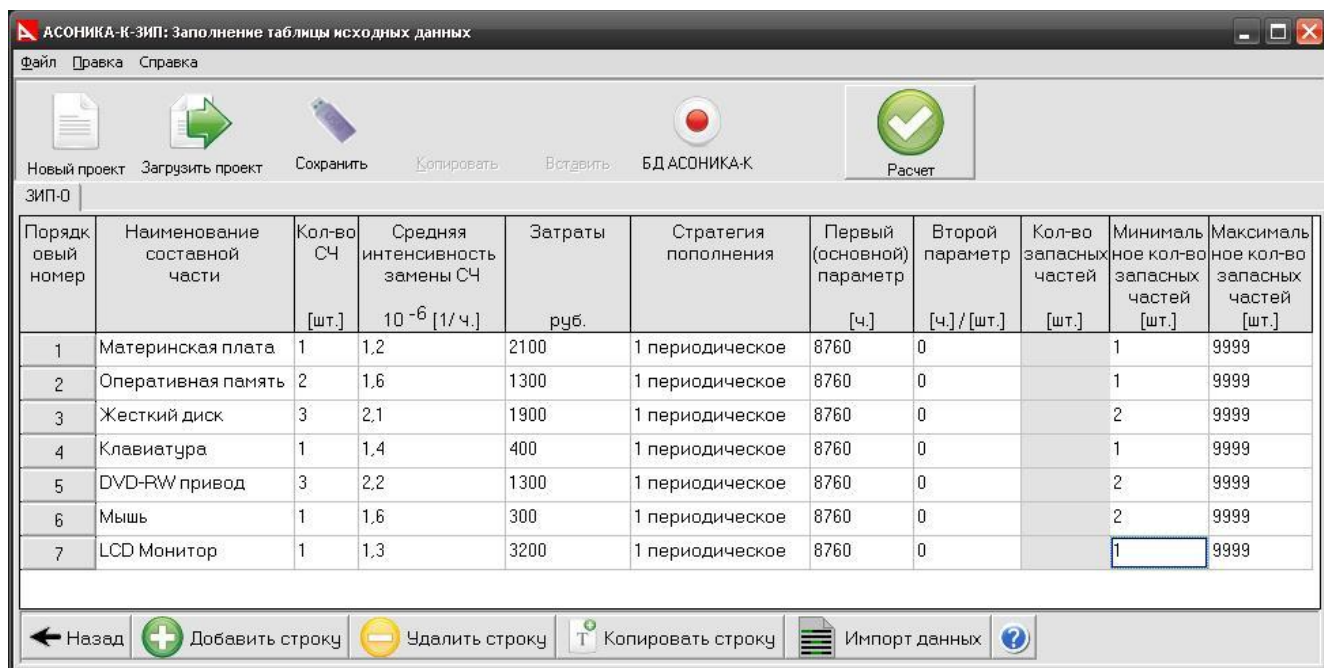 АСОНИКА-К-ЗИП: Заполнение таблицы исходных данных
Файл Правка Справка
Новый проект Загрузить проект Сохранить Копировать Вставить БД АСОНИКА-К Расчет
ЗИП-О
Порядк Наименование Кол-во Средняя Затраты Стратегия Первый Второй Кол-во Минималь Максималь
овый составной СЧ интенсивность пополнения (основной) параметр запасных ное кол-во ное кол-во
номер части замены СЧ параметр частей запасных запасных
частей частей
[шт.] 10 -6 [1/ч.] руб. [ч.] [ч.] / [шт.] [шт.] [шт.] [шт.]
1 Материнская плата 1 1,2 2100 1 периодическое 8760 0 1 9999
2 Оперативная память 2 1,6 1300 1 периодическое 8760 0 1 9999
3 Жесткий диск 3 2,1 1900 1 периодическое 8760 0 2 9999
4 Клавиатура 1 1,4 400 1 периодическое 8760 0 1 9999
5 DVD-RW привод 3 2,2 1300 1 периодическое 8760 0 2 9999
6 Мышь 1 1,6 300 1 периодическое 8760 0 2 9999
7 LCD Монитор 1 1,3 3200 1 периодическое 8760 0 1 9999
Назад Добавить строку Удалить строку T Копировать строку Импорт данных ?